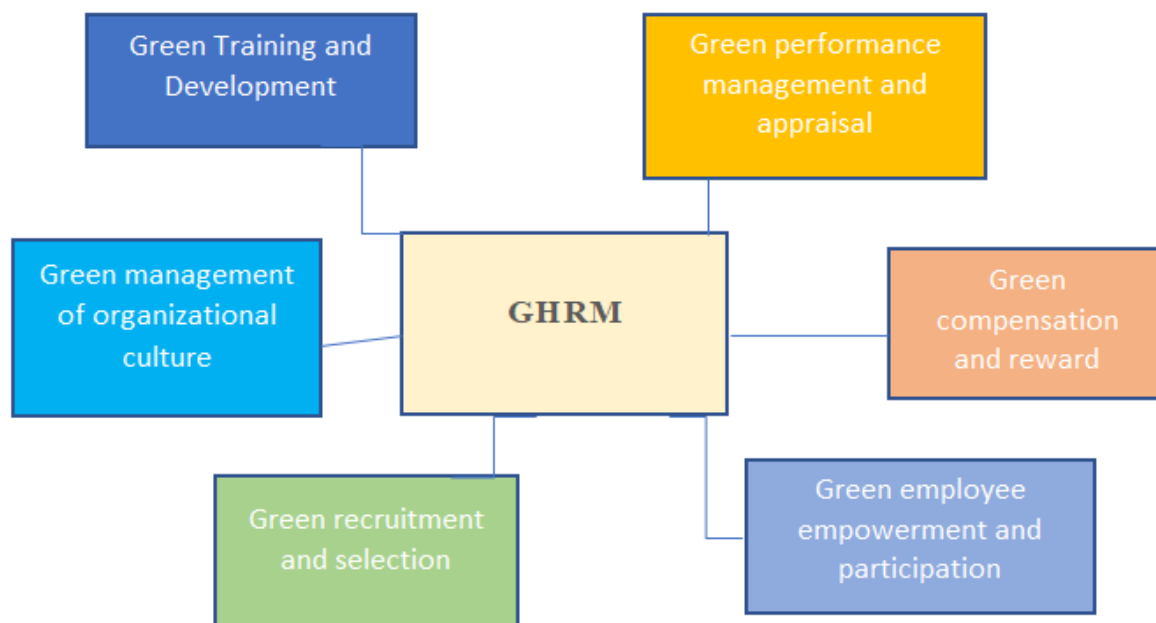 Green Training and
Development
Green performance
management and
appraisal
Green management
of organizational
culture
GHRM
Green
compensation
and reward
Green recruitment
and selection
Green employee
empowerment and
participation